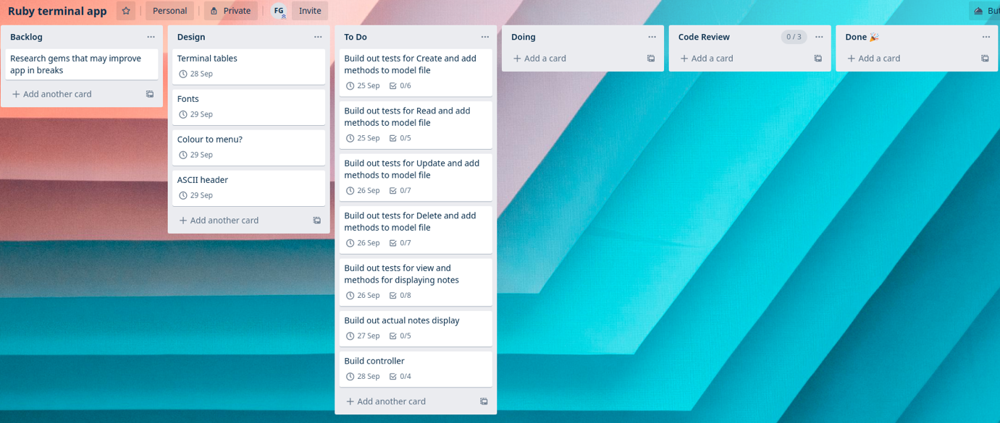 Ruby terminal app
Personal
Private
FG
Invite
Backlog
Research gems that may improve
app in breaks
+ Add another card
Design
Terminal tables
28 Sep
Fonts
29 Sep
Colour to menu?
29 Sep
ASCII header
29 Sep
+ Add another card
To Do
Build out tests for Create and add
methods to model file
25 Sep 0/6
Build out tests for Read and add
methods to model file
25 Sep 0/5
Build out tests for Update and add
methods to model file
26 Sep 0/7
Build out tests for Delete and add
methods to model file
26 Sep 0/7
Build out tests for view and
methods for displaying notes
26 Sep 0/8
Build out actual notes display
27 Sep 0/5
Build controller
28 Sep 0/4
+ Add another card
Doing
+ Add a card
Code Review 0 / 3
+ Add a card
Done 🎉
+ Add a card